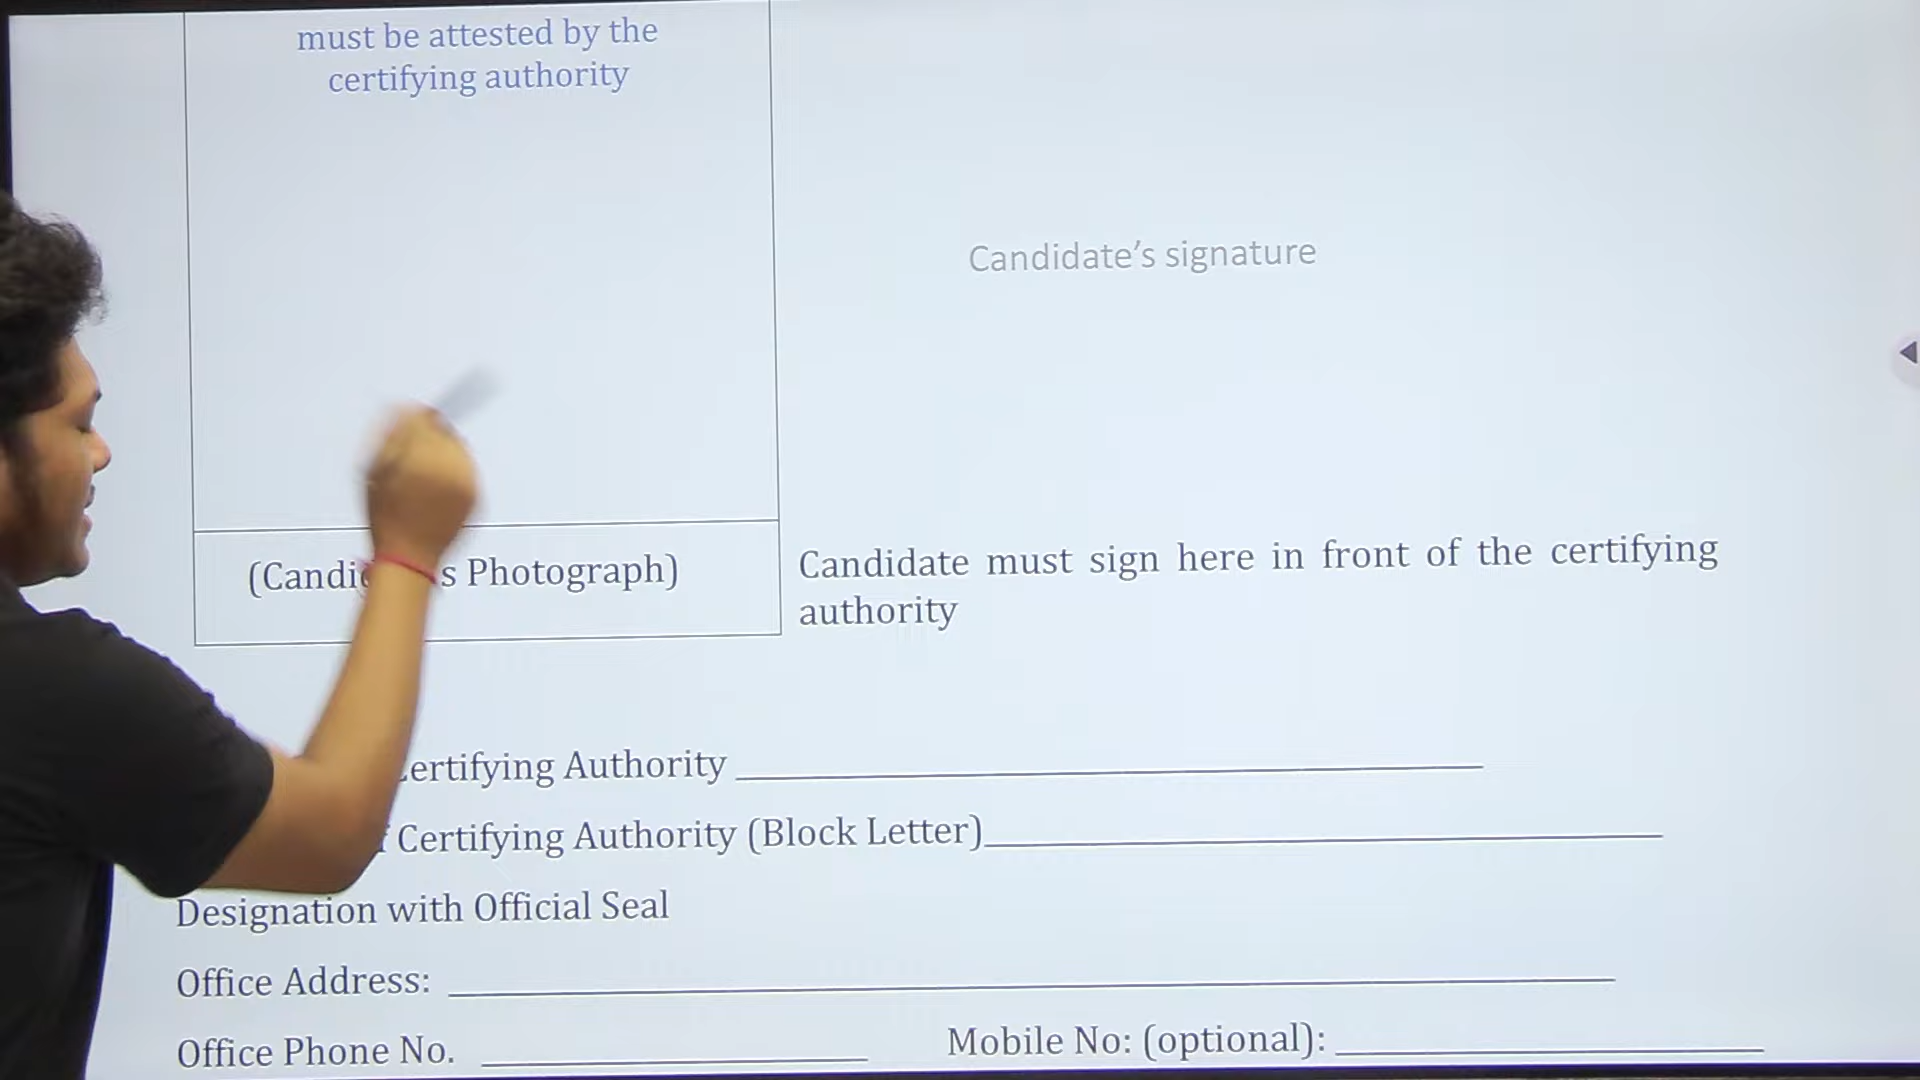 must be attested by the
certifying authority
Candidate's signature
(Candi s Photograph)
Candidate must sign here in front of the certifying
authority
ertifying Authority
Certifying Authority (Block Letter)
Designation with Official Seal
Office Address:
Office Phone No.
Mobile No: (optional):